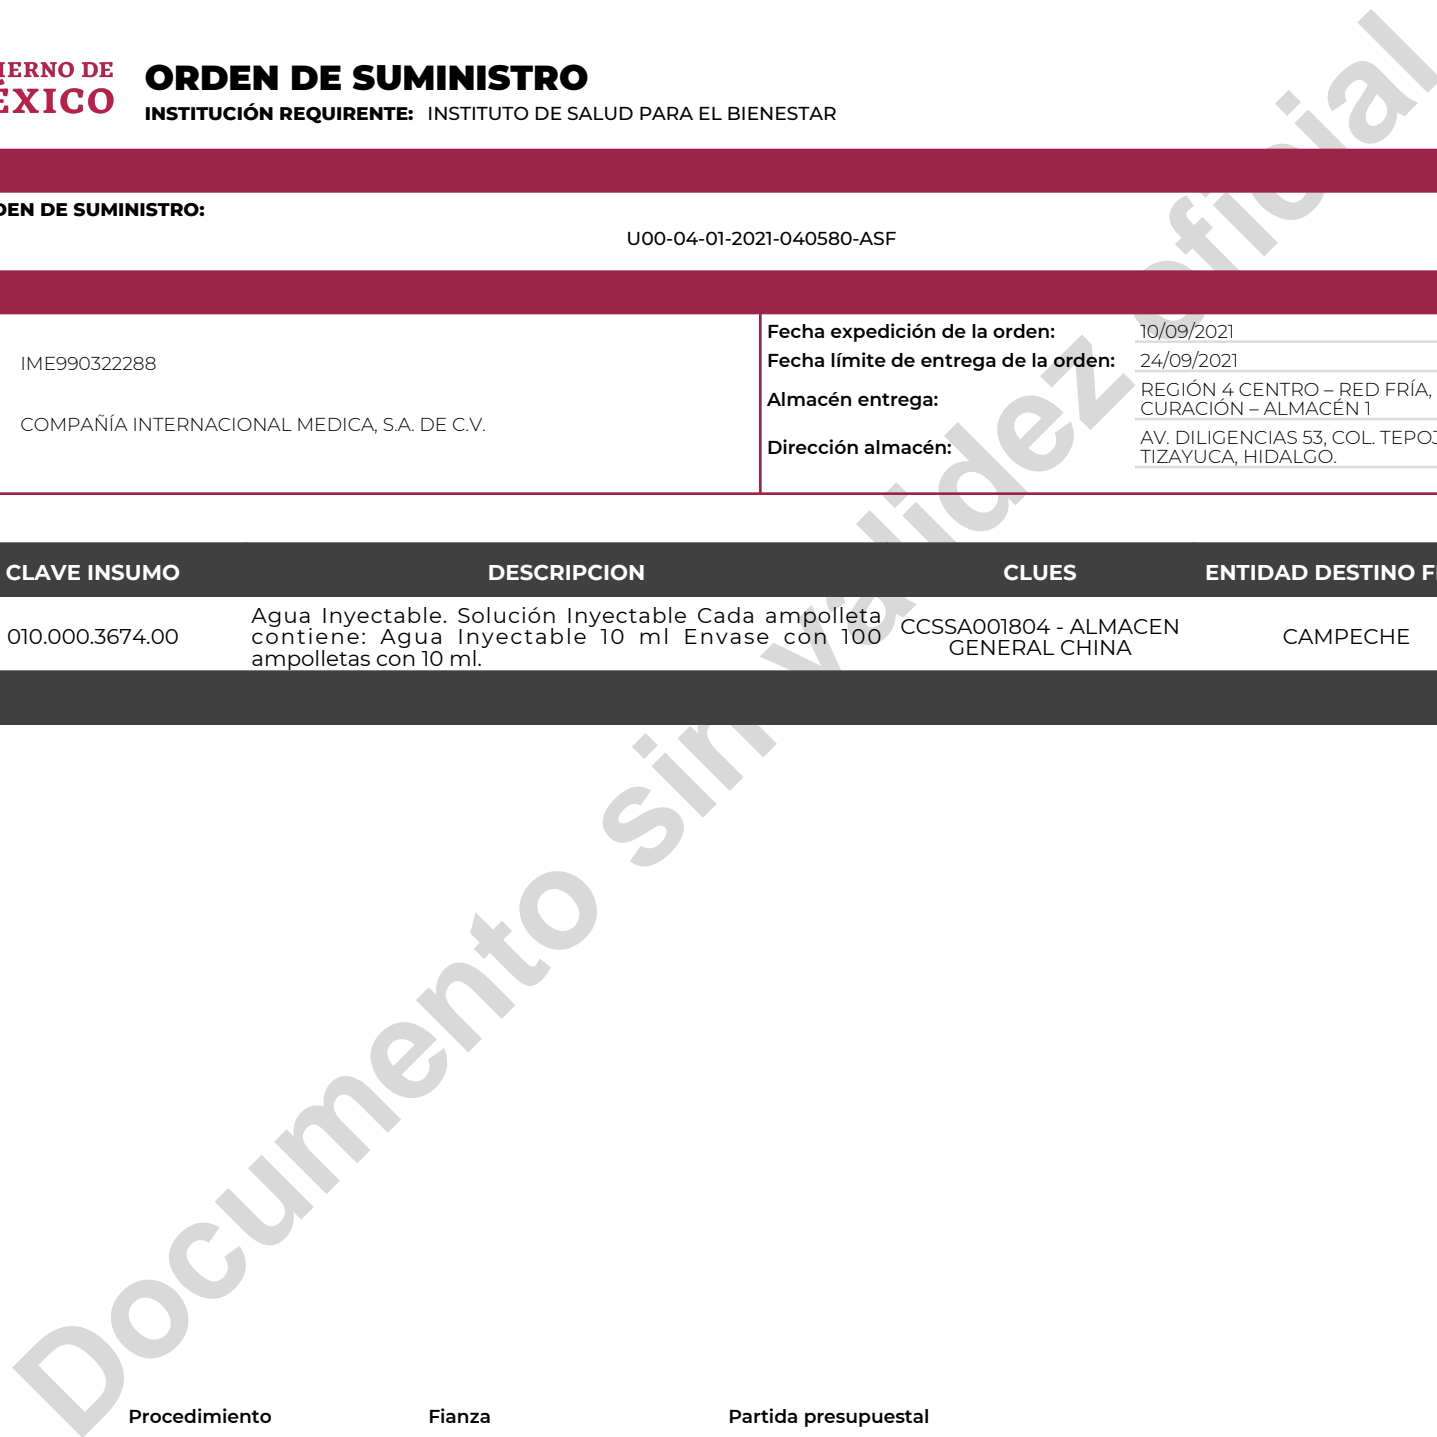 IERNO DE
ÉXICO
ORDEN DE SUMINISTRO
INSTITUCIÓN REQUIRENTE: INSTITUTO DE SALUD PARA EL BIENESTAR
DEN DE SUMINISTRO:
U00-04-01-2021-040580-ASF
IME990322288
COMPAÑÍA INTERNACIONAL MEDICA, S.A. DE C.V.
Fecha expedición de la orden: 10/09/2021
Fecha límite de entrega de la orden: 24/09/2021
Almacén entrega: REGIÓN 4 CENTRO – RED FRÍA,
CURACIÓN – ALMACÉN 1
Dirección almacén: AV. DILIGENCIAS 53, COL. TEPOJ
TIZAYUCA, HIDALGO.
CLAVE INSUMO DESCRIPCION CLUES ENTIDAD DESTINO FI
010.000.3674.00
Agua Inyectable. Solución Inyectable Cada ampolleta
contiene: Agua Inyectable 10 ml Envase con 100
ampolletas con 10 ml.
CCSSA001804 - ALMACEN
GENERAL CHINA
CAMPECHE
Documento sin validez oficial
Procedimiento Fianza Partida presupuestal